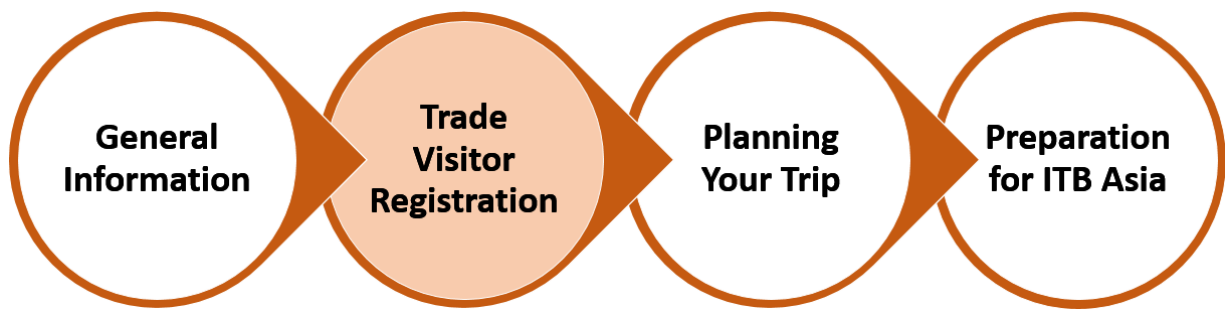 General
Information
Trade
Visitor
Registration
Planning
Your Trip
Preparation
for ITB Asia